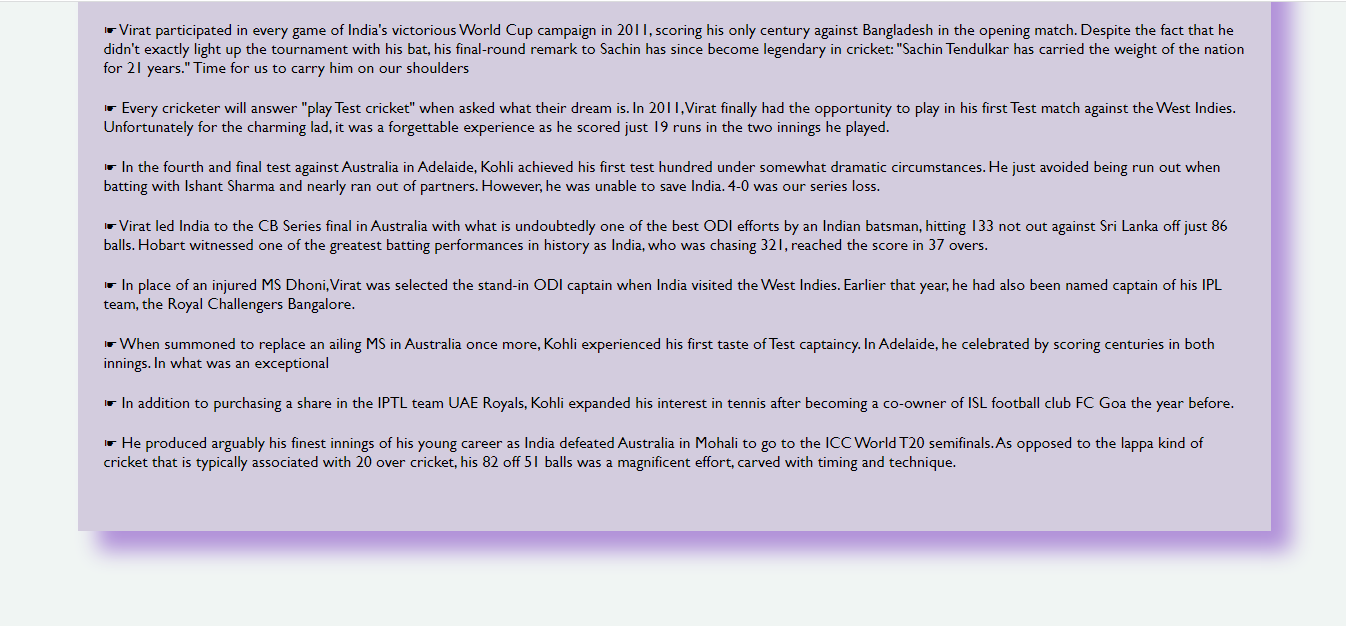 ☛ Virat participated in every game of India's victorious World Cup campaign in 2011, scoring his only century against Bangladesh in the opening match. Despite the fact that he
didn't exactly light up the tournament with his bat, his final-round remark to Sachin has since become legendary in cricket: "Sachin Tendulkar has carried the weight of the nation
for 21 years." Time for us to carry him on our shoulders
☛ Every cricketer will answer "play Test cricket" when asked what their dream is. In 2011, Virat finally had the opportunity to play in his first Test match against the West Indies.
Unfortunately for the charming lad, it was a forgettable experience as he scored just 19 runs in the two innings he played.
☛ In the fourth and final test against Australia in Adelaide, Kohli achieved his first test hundred under somewhat dramatic circumstances. He just avoided being run out when
batting with Ishant Sharma and nearly ran out of partners. However, he was unable to save India. 4-0 was our series loss.
☛ Virat led India to the CB Series final in Australia with what is undoubtedly one of the best ODI efforts by an Indian batsman, hitting 133 not out against Sri Lanka off just 86
balls. Hobart witnessed one of the greatest batting performances in history as India, who was chasing 321, reached the score in 37 overs.
☛ In place of an injured MS Dhoni, Virat was selected the stand-in ODI captain when India visited the West Indies. Earlier that year, he had also been named captain of his IPL
team, the Royal Challengers Bangalore.
☛ When summoned to replace an ailing MS in Australia once more, Kohli experienced his first taste of Test captaincy. In Adelaide, he celebrated by scoring centuries in both
innings. In what was an exceptional
☛ In addition to purchasing a share in the IPTL team UAE Royals, Kohli expanded his interest in tennis after becoming a co-owner of ISL football club FC Goa the year before.
☛ He produced arguably his finest innings of his young career as India defeated Australia in Mohali to go to the ICC World T20 semifinals. As opposed to the lappa kind of
cricket that is typically associated with 20 over cricket, his 82 off 51 balls was a magnificent effort, carved with timing and technique.